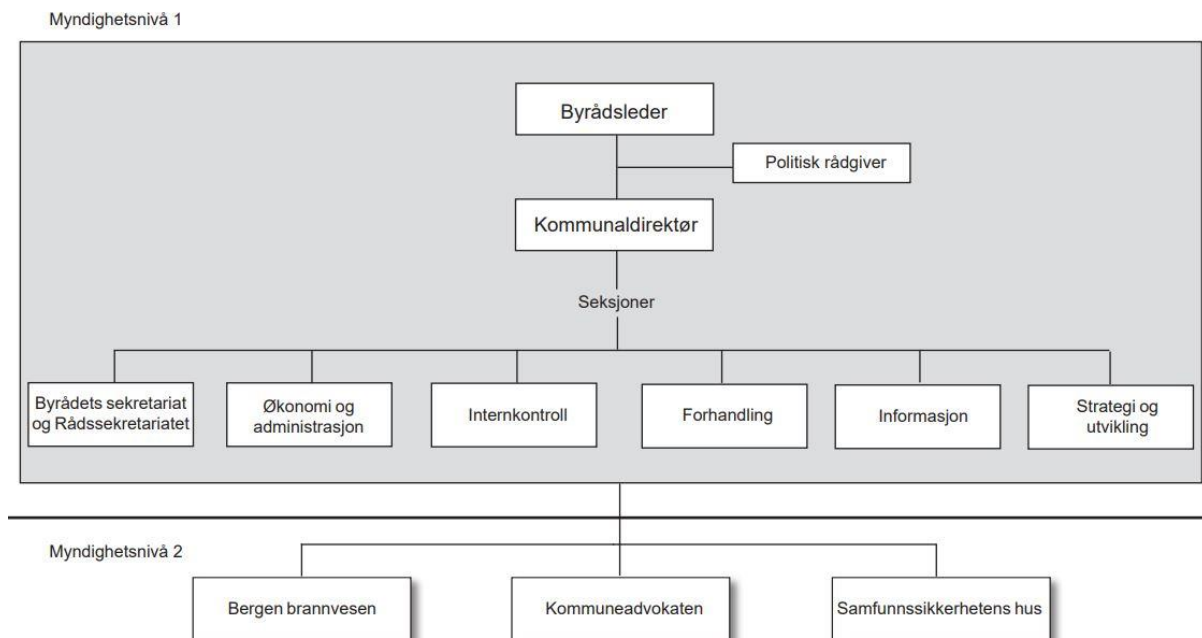 Myndighetsnivå 1
Byrådsleder
Politisk rådgiver
Kommunaldirektør
Seksjoner
Byrådets sekretariat
og Rådssekretariatet
Økonomi og
administrasjon
Internkontroll
Forhandling
Informasjon
Strategi og
utvikling
Myndighetsnivå 2
Bergen brannvesen
Kommuneadvokaten
Samfunnssikkerhetens hus